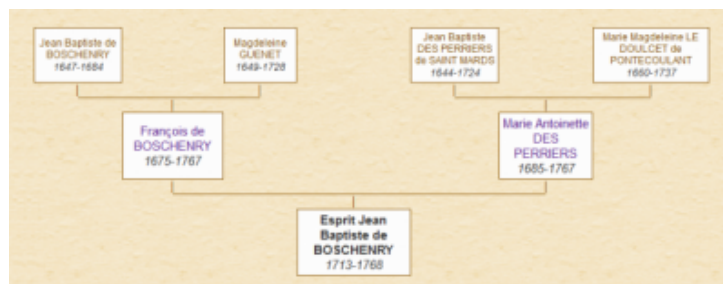 Jean Baptiste de
BOSCHENRY
1647-1684
Magdeleine
GUENET
1649-1728
Jean Baptiste
DES PERRIERS
de SAINT MARDS
1644-1724
Marie Magdeleine LE
DOULCET de
PONTECOULANT
1660-1737
François de
BOSCHENRY
1675-1767
Marie Antoinette
DES
PERRIERS
1685-1767
Esprit Jean
Baptiste de
BOSCHENRY
1713-1768